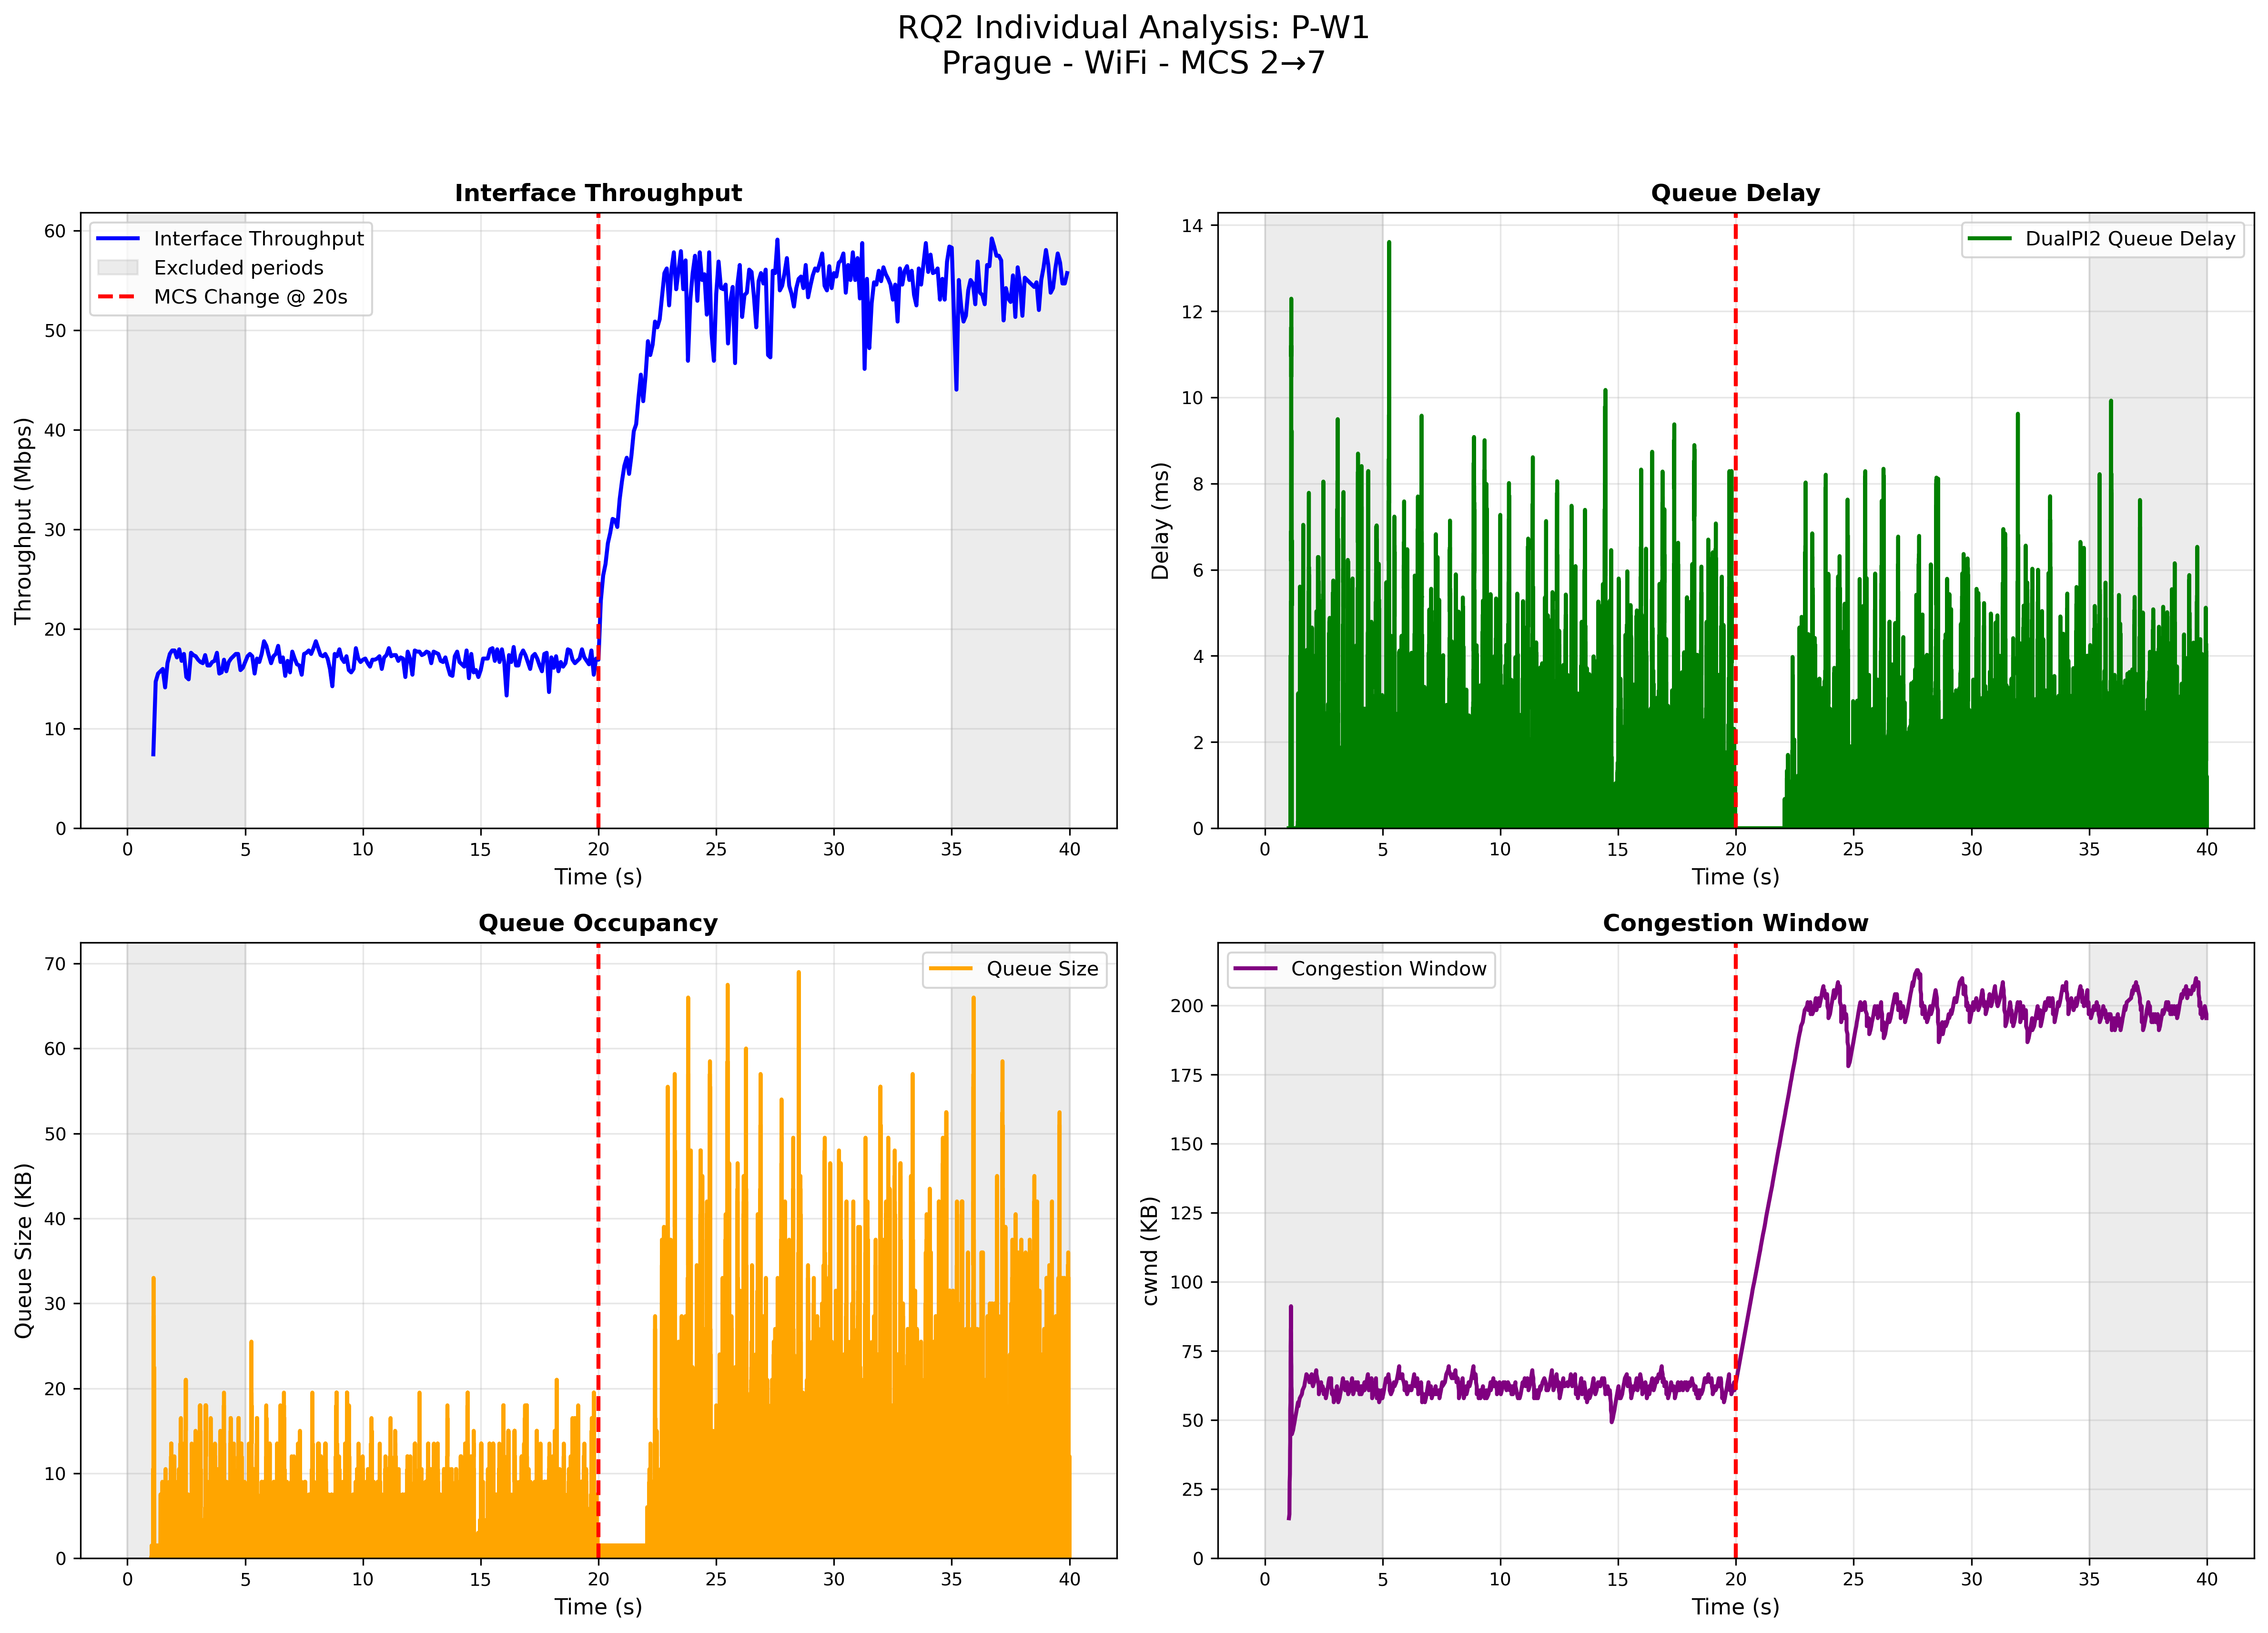 RQ2 Individual Analysis: P-W1
Prague - WiFi - MCS 2→7
Interface Throughput
Throughput (Mbps)
60
50
40
30
20
10
0
Interface Throughput
Excluded periods
MCS Change @ 20s
0 5 10 15 20 25 30 35 40
Time (s)
Queue Delay
Delay (ms)
14
12
10
8
6
4
2
0
DualPI2 Queue Delay
0 5 10 15 20 25 30 35 40
Time (s)
Queue Occupancy
Queue Size (KB)
70
60
50
40
30
20
10
0
Queue Size
0 5 10 15 20 25 30 35 40
Time (s)
Congestion Window
cwnd (KB)
200
175
150
125
100
75
50
25
0
Congestion Window
0 5 10 15 20 25 30 35 40
Time (s)